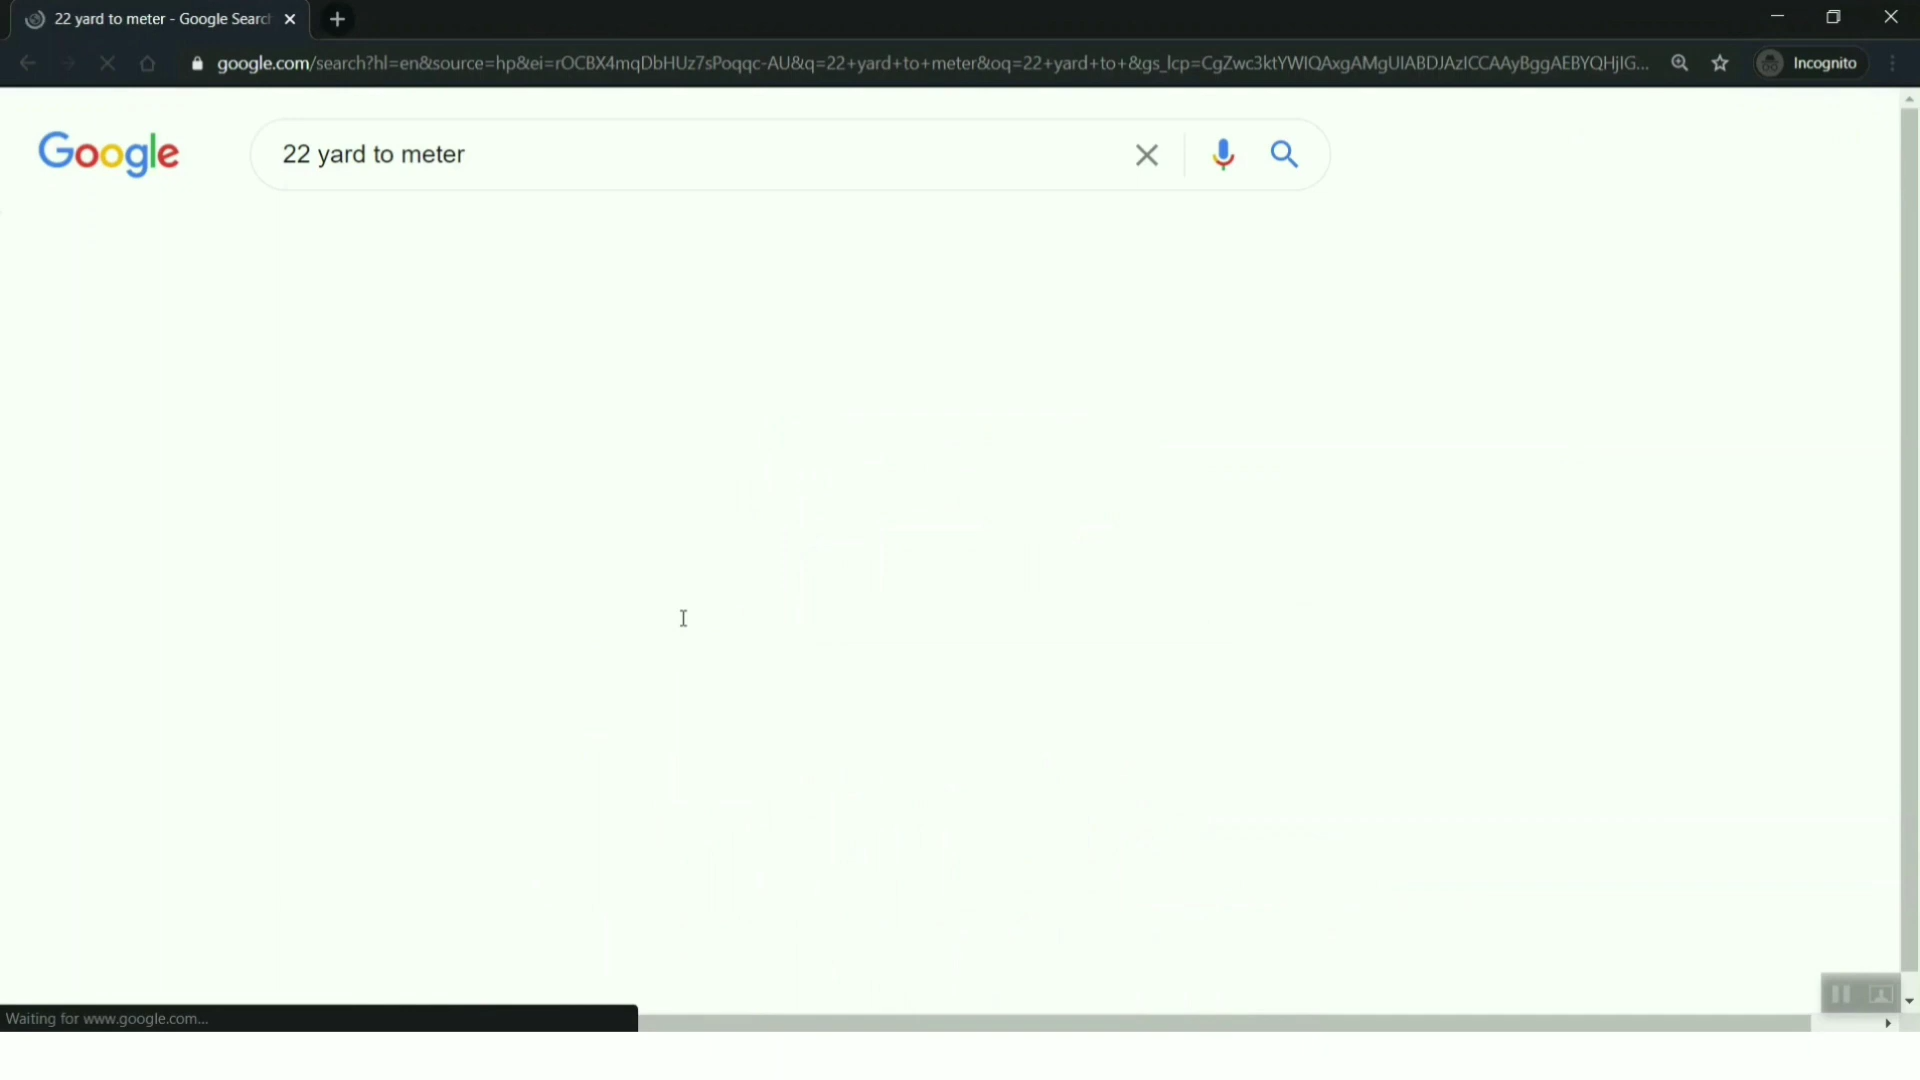 22 yard to meter - Google Search
google.com/search?hl=en&source=hp&ei=rOCBX4mqDbHUz7sPoqqc-AU&q=22+yard+to+meter&oq=22+yard+to+&gs_lcp=CgZwc3ktYWIQAxgAMgUIABDJAzICCAAyBggAEBYQHjIG...
Incognito
Google
22 yard to meter
Waiting for www.google.com...